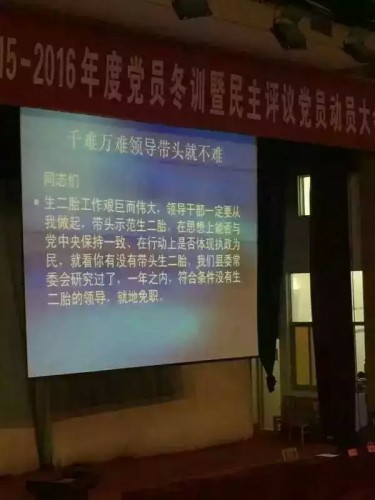 15-2016年度党员冬训暨民主评议党员动员大
千难万难领导带头就不难
同志们
• 生二胎工作艰巨而伟大，领导干部一定要从
我做起，带头示范生二胎，在思想上能否与
党中央保持一致、在行动上是否体现执政为
民，就看你有没有带头生二胎。我们县委常
委会研究过了，一年之内，符合条件没有生
二胎的领导，就地免职。